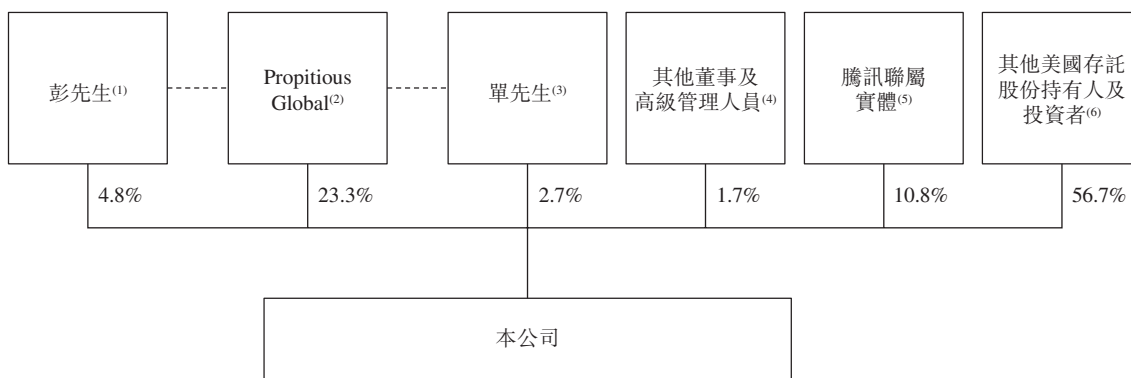 彭先生(1)
Propitious
Global(2)
單先生(3)
其他董事及
高級管理人員(4)
騰訊聯屬
實體(5)
其他美國存託
股份持有人及
投資者(6)
4.8%
23.3%
2.7%
1.7%
10.8%
56.7%
本公司